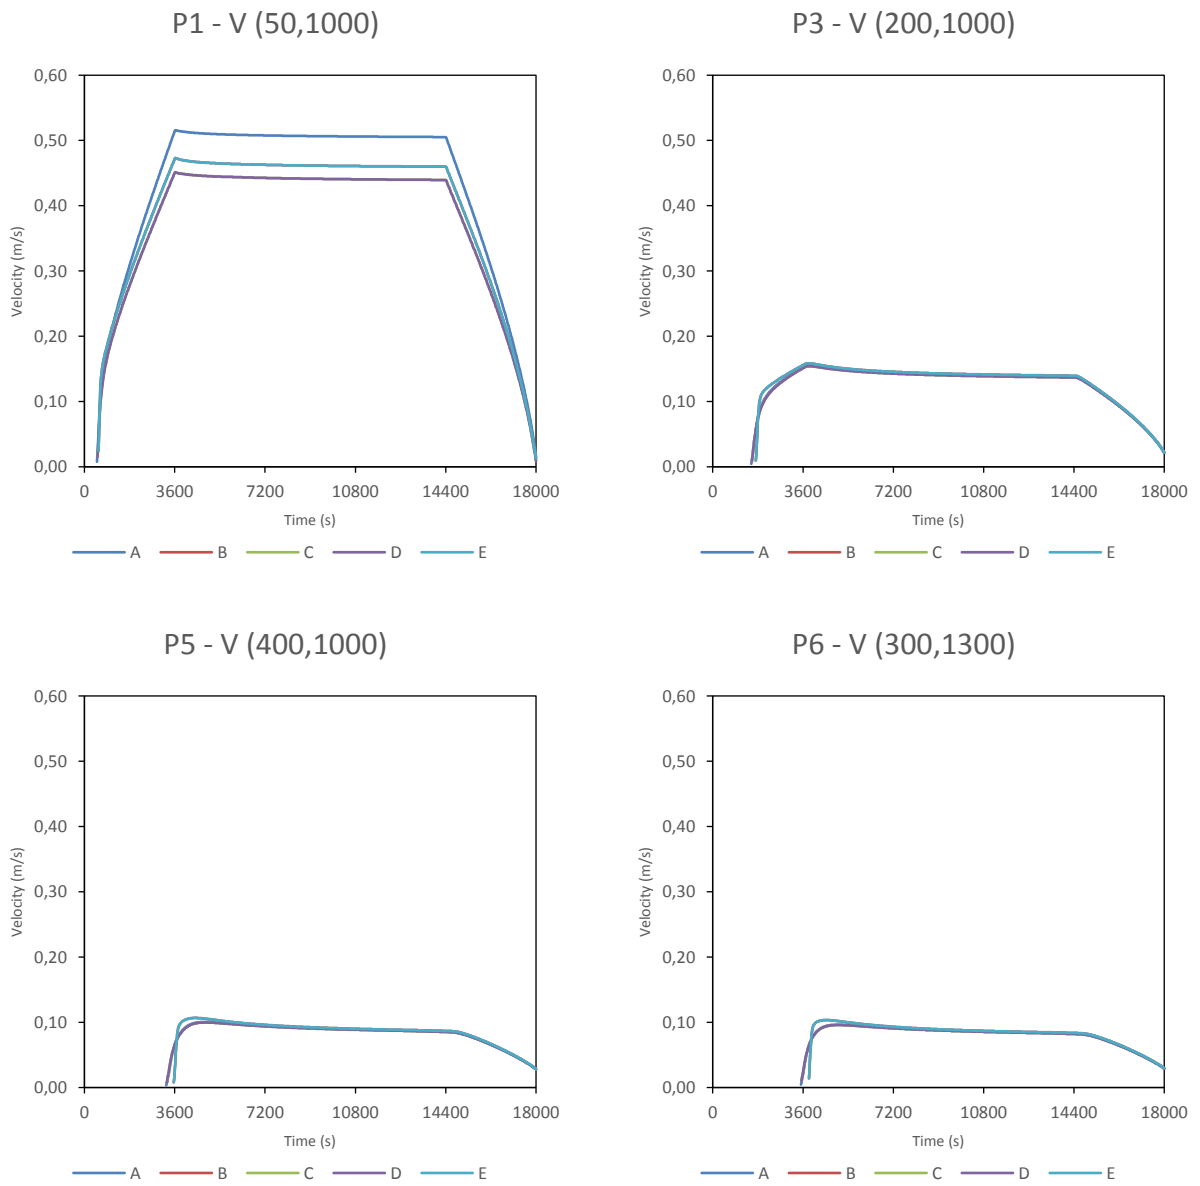 P1 - V (50,1000)
0,60
0,50
0,40
0,30
0,20
0,10
0,00
Velocity (m/s)
0 3600 7200 10800 14400 18000
Time (s)
A B C D E
P3 - V (200,1000)
0,60
0,50
0,40
0,30
0,20
0,10
0,00
Velocity (m/s)
0 3600 7200 10800 14400 18000
Time (s)
A B C D E
P5 - V (400,1000)
0,60
0,50
0,40
0,30
0,20
0,10
0,00
Velocity (m/s)
0 3600 7200 10800 14400 18000
Time (s)
A B C D E
P6 - V (300,1300)
0,60
0,50
0,40
0,30
0,20
0,10
0,00
Velocity (m/s)
0 3600 7200 10800 14400 18000
Time (s)
A B C D E